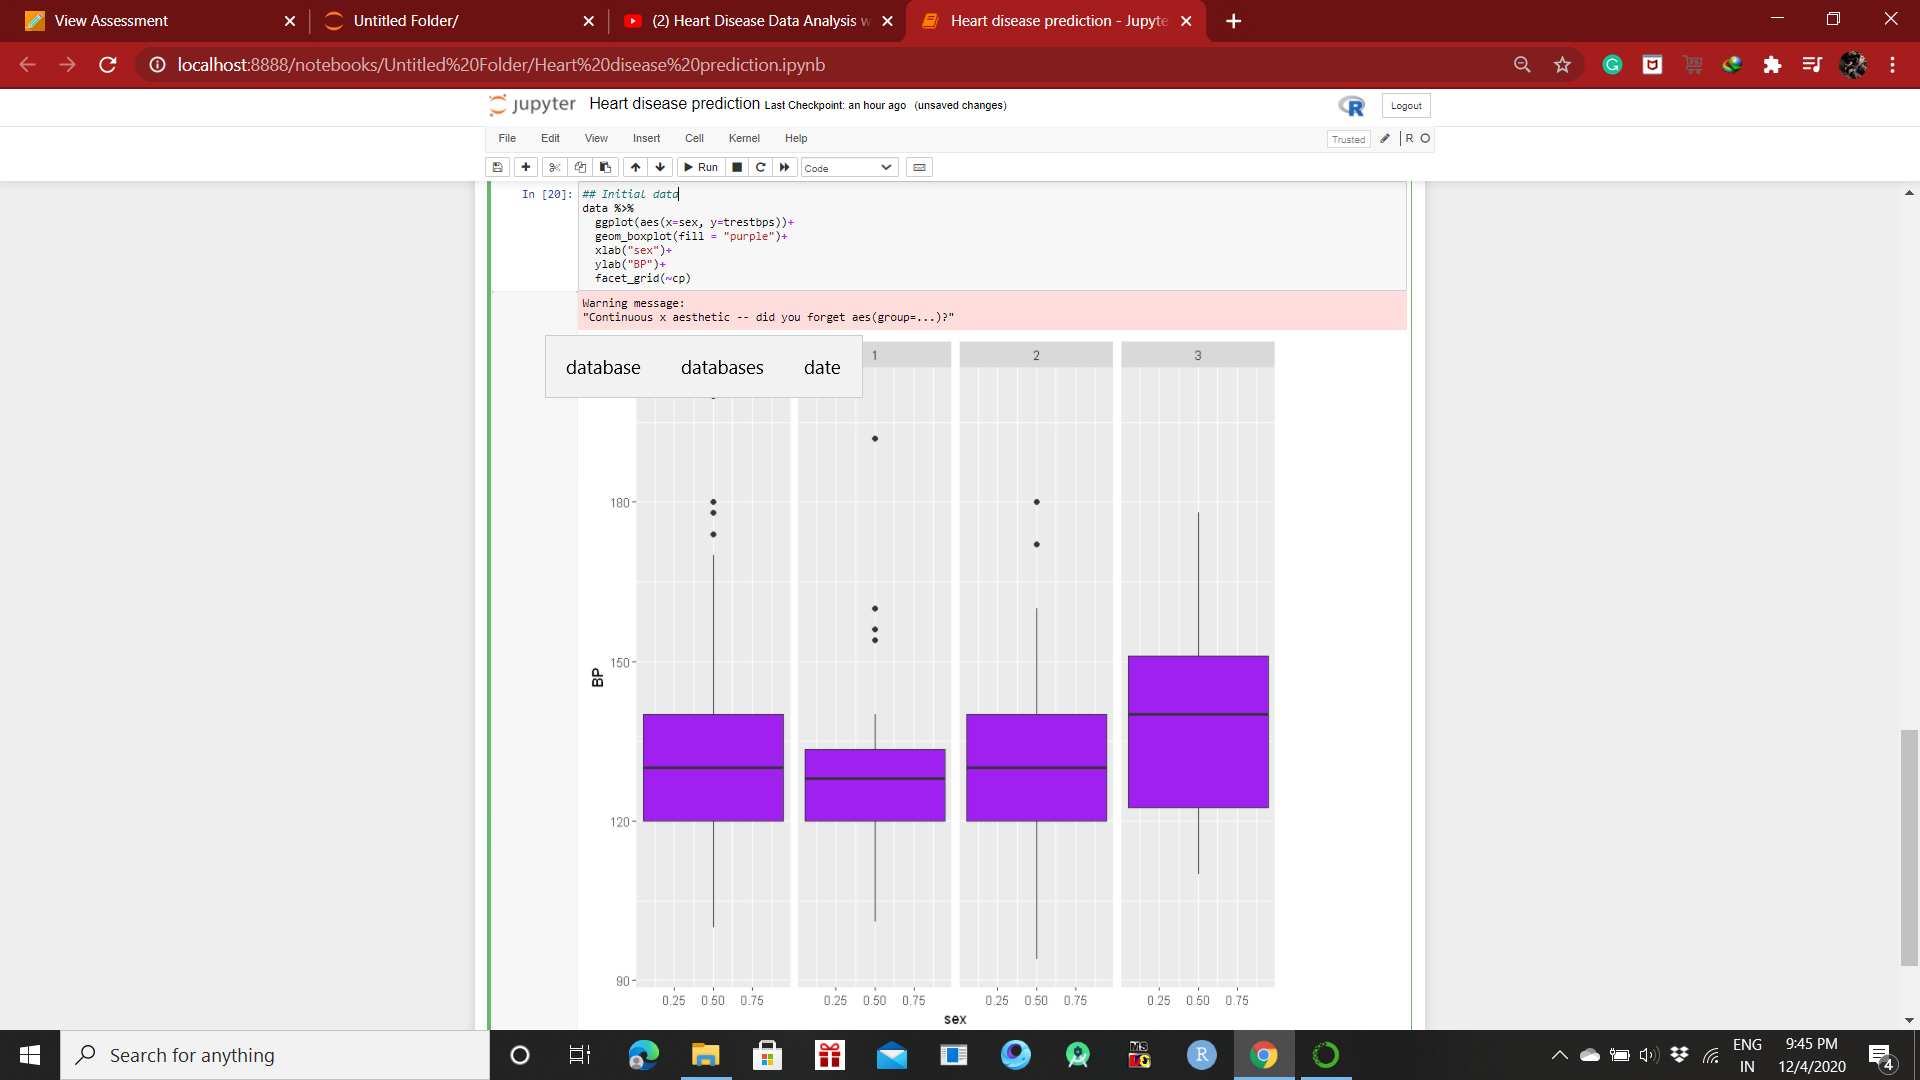 View Assessment
Untitled Folder/
(2) Heart Disease Data Analysis w
Heart disease prediction - Jupyte
localhost:8888/notebooks/Untitled%20Folder/Heart%20disease%20prediction.ipynb
jupyter Heart disease prediction Last Checkpoint: an hour ago (unsaved changes)
R
Logout
File Edit View Insert Cell Kernel Help
Trusted
R
Run
Code
In [20]: ## Initial data
data %>%
ggplot(aes(x=sex, y=trestbps))+
geom_boxplot(fill = "purple")+
xlab("sex")+
ylab("BP")+
facet_grid(~cp)
Warning message:
"Continuous x aesthetic -- did you forget aes(group=...)?"
database databases date
1 2 3
180
150
120
90
BP
0.25 0.50 0.75 0.25 0.50 0.75 0.25 0.50 0.75 0.25 0.50 0.75
sex
Search for anything
R
ENG
IN
9:45 PM
12/4/2020
4